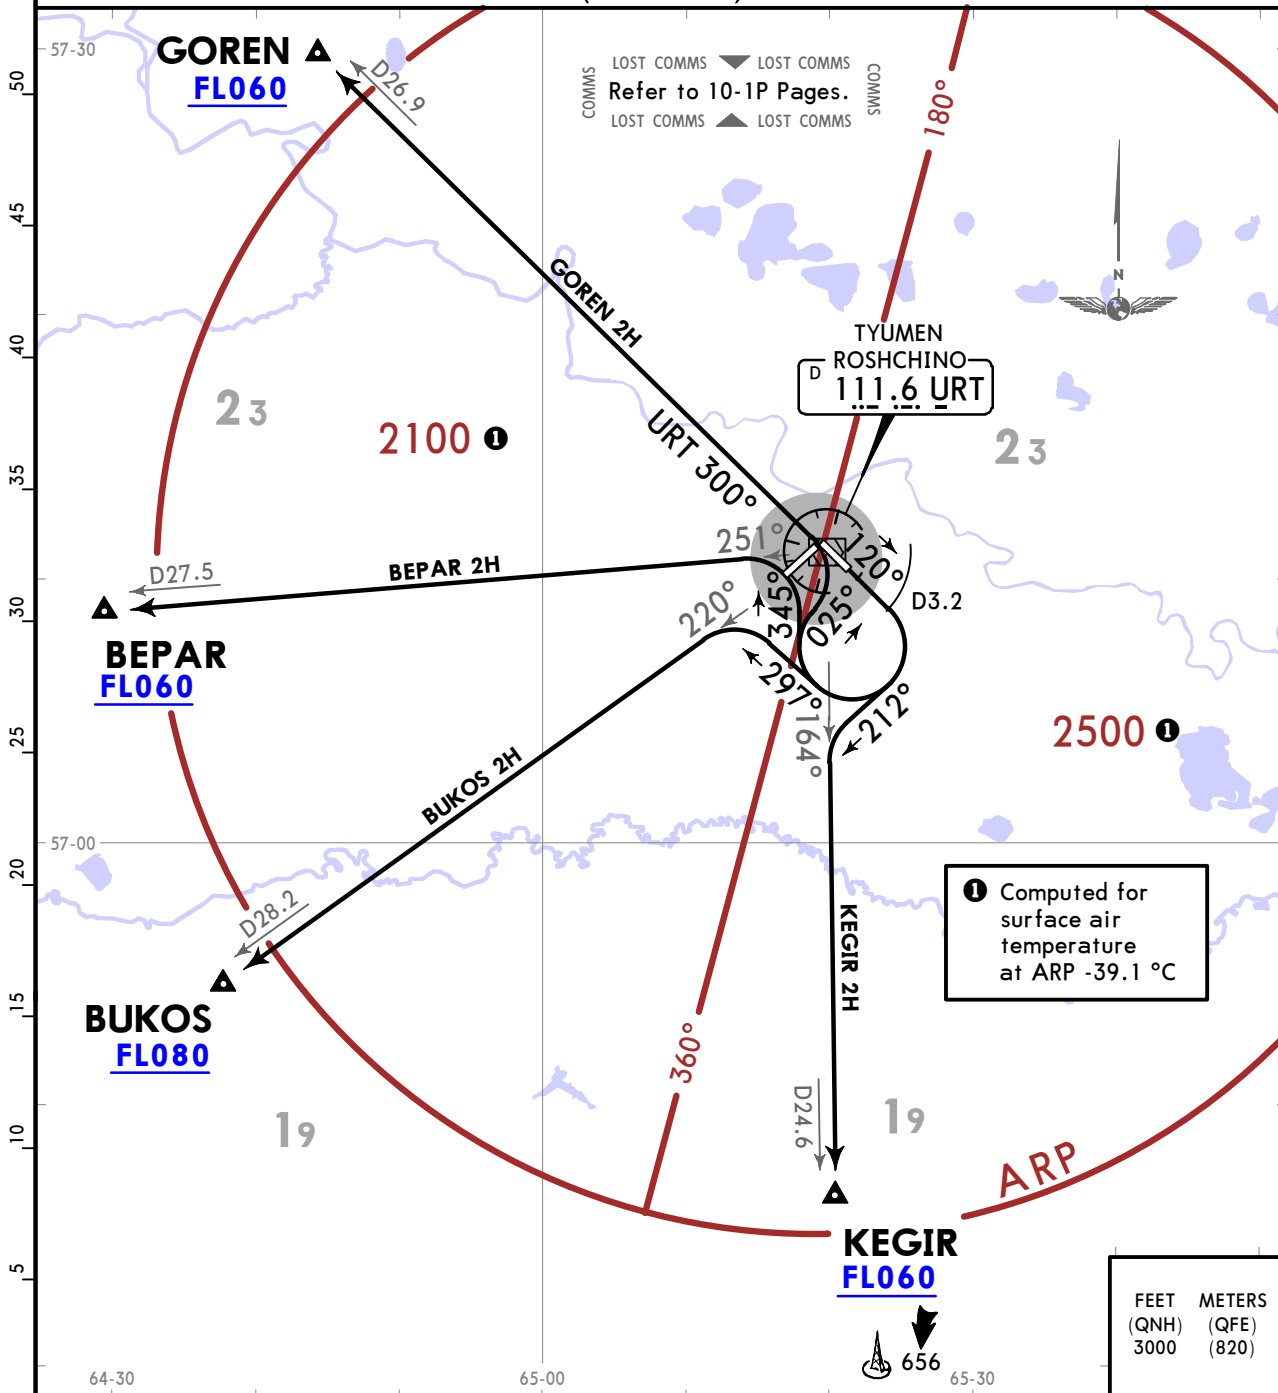 57-30
GOREN
FL060
D26.9
LOST COMMS LOST COMMS
COMMS
Refer to 10-1P Pages.
COMMS
LOST COMMS LOST COMMS
180°
50
45
40
35
30
25
20
15
10
5
N
GOREN 2H
TYUMEN
ROSHCHINO
D 111.6 URT
23
2100 1
URT 300°
23
251°
120°
D27.5
BEPAR 2H
345°
025°
D3.2
220°
BEPAR
FL060
297°
212°
164°
2500 1
BUKOS 2H
57-00
1 Computed for
surface air
temperature
at ARP -39.1 °C
D28.2
KEGIR 2H
BUKOS
FL080
360°
D24.6
19
19
ARP
KEGIR
FL060
FEET METERS
(QNH) (QFE)
3000 (820)
656
64-30
65-00
65-30